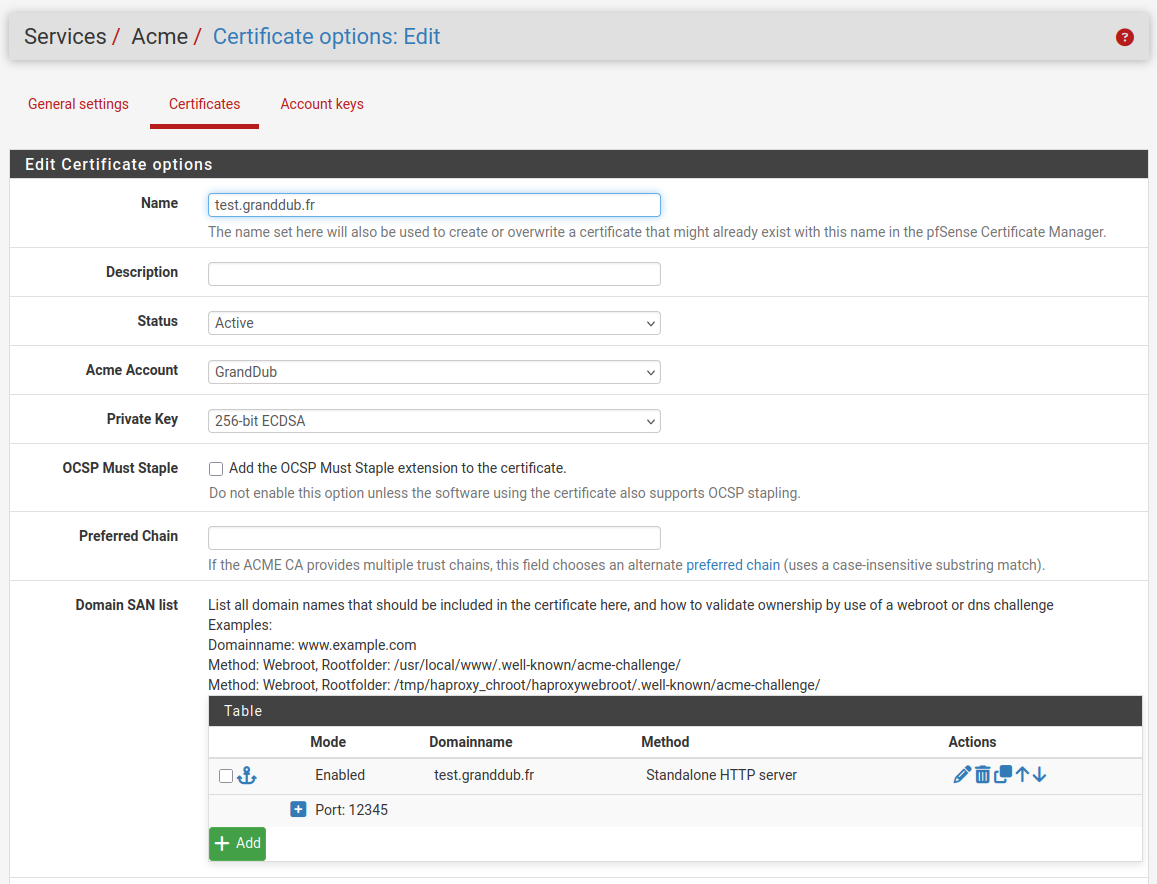 Services / Acme / Certificate options: Edit
?
General settings Certificates Account keys
Edit Certificate options
Name test.granddub.fr
The name set here will also be used to create or overwrite a certificate that might already exist with this name in the pfSense Certificate Manager.
Description
Status Active
Acme Account GrandDub
Private Key 256-bit ECDSA
OCSP Must Staple Add the OCSP Must Staple extension to the certificate.
Do not enable this option unless the software using the certificate also supports OCSP stapling.
Preferred Chain
If the ACME CA provides multiple trust chains, this field chooses an alternate preferred chain (uses a case-insensitive substring match).
Domain SAN list List all domain names that should be included in the certificate here, and how to validate ownership by use of a webroot or dns challenge
Examples:
Domainname: www.example.com
Method: Webroot, Rootfolder: /usr/local/www/.well-known/acme-challenge/
Method: Webroot, Rootfolder: /tmp/haproxy_chroot/haproxywebroot/.well-known/acme-challenge/
Table
Mode Domainname Method Actions
Enabled test.granddub.fr Standalone HTTP server
Port: 12345
Add